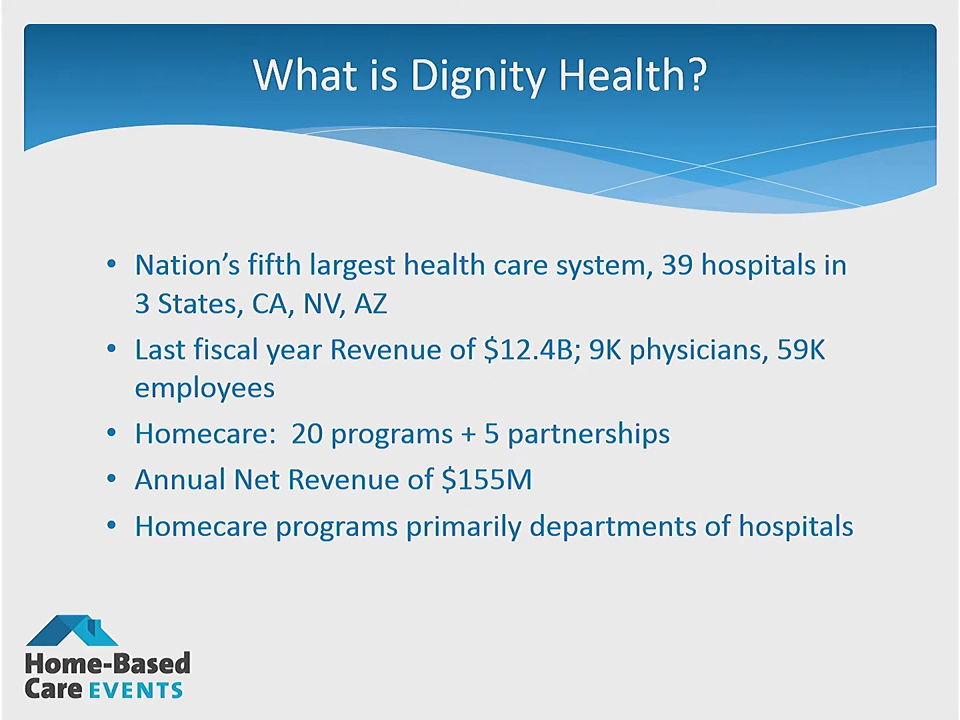 What is Dignity Health?
• Nation’s fifth largest health care system, 39 hospitals in
3 States, CA, NV, AZ
• Last fiscal year Revenue of $12.4B; 9K physicians, 59K
employees
• Homecare:  20 programs + 5 partnerships
• Annual Net Revenue of $155M
• Homecare programs primarily departments of hospitals
Home-Based
Care EVENTS